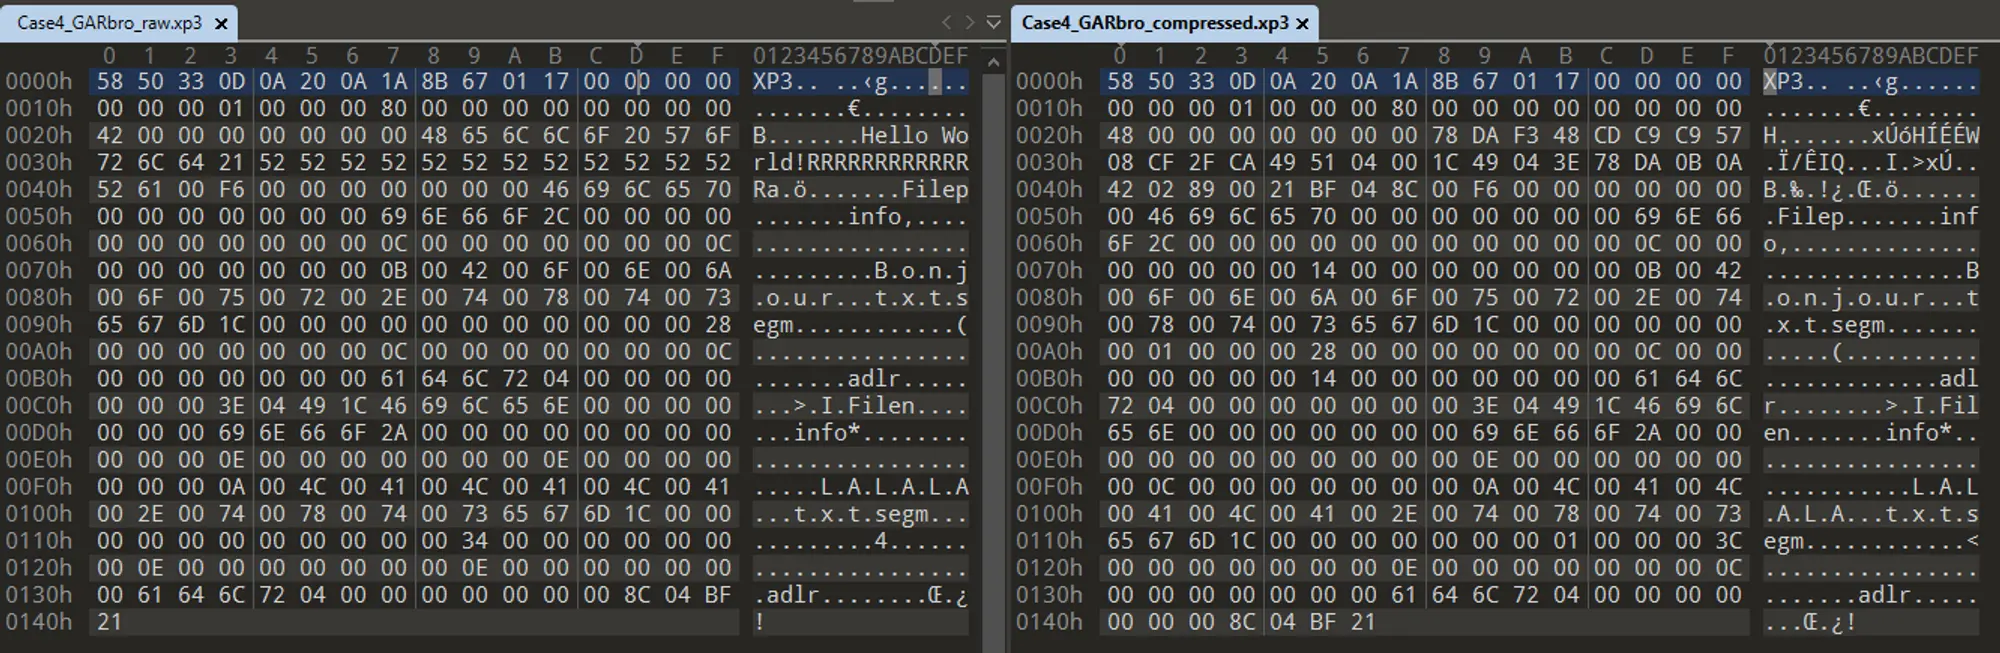 Case4_GARbro_raw.xp3 ×
0 1 2 3 4 5 6 7 8 9 A B C D E F 0123456789ABCDEF
0000h 58 50 33 0D 0A 20 0A 1A 8B 67 01 17 00 00 00 00 XP3.. ..‹g......
0010h 00 00 00 01 00 00 00 80 00 00 00 00 00 00 00 00 .......€........
0020h 42 00 00 00 00 00 00 00 48 65 6C 6C 6F 20 57 6F B.......Hello Wo
0030h 72 6C 64 21 52 52 52 52 52 52 52 52 52 52 52 52 rld!RRRRRRRRRRRR
0040h 52 61 00 F6 00 00 00 00 00 00 00 46 69 6C 65 70 Ra.ö.......Filep
0050h 00 00 00 00 00 00 00 69 6E 66 6F 2C 00 00 00 00 .......info,....
0060h 00 00 00 00 00 00 00 0C 00 00 00 00 00 00 00 0C ................
0070h 00 00 00 00 00 00 00 0B 00 42 00 6F 00 6E 00 6A .........B.o.n.j
0080h 00 6F 00 75 00 72 00 2E 00 74 00 78 00 74 00 73 .o.u.r...t.x.t.s
0090h 65 67 6D 1C 00 00 00 00 00 00 00 00 00 00 00 28 egm............(
00A0h 00 00 00 00 00 00 00 0C 00 00 00 00 00 00 00 0C ................
00B0h 00 00 00 00 00 00 00 61 64 6C 72 04 00 00 00 00 .......adlr.....
00C0h 00 00 00 3E 04 49 1C 46 69 6C 65 6E 00 00 00 00 ...>.I.Filen....
00D0h 00 00 00 69 6E 66 6F 2A 00 00 00 00 00 00 00 00 ...info*........
00E0h 00 00 00 0E 00 00 00 00 00 00 00 0E 00 00 00 00 ................
00F0h 00 00 00 0A 00 4C 00 41 00 4C 00 41 00 4C 00 41 .....L.A.L.A.L.A
0100h 00 2E 00 74 00 78 00 74 00 73 65 67 6D 1C 00 00 ...t.x.t.segm...
0110h 00 00 00 00 00 00 00 00 00 34 00 00 00 00 00 00 .........4......
0120h 00 0E 00 00 00 00 00 00 00 0E 00 00 00 00 00 00 ................
0130h 00 61 64 6C 72 04 00 00 00 00 00 00 00 8C 04 BF .adlr........Œ.¿
0140h 21 !
Case4_GARbro_compressed.xp3 ×
0 1 2 3 4 5 6 7 8 9 A B C D E F 0123456789ABCDEF
0000h 58 50 33 0D 0A 20 0A 1A 8B 67 01 17 00 00 00 00 XP3.. ..‹g......
0010h 00 00 00 01 00 00 00 80 00 00 00 00 00 00 00 00 .......€........
0020h 48 00 00 00 00 00 00 00 78 DA F3 48 CD C9 C9 57 H.......xÚóHÍÉÉW
0030h 08 CF 2F CA 49 51 04 00 1C 49 04 3E 78 DA 0B 0A .Ï/ÊIQ...I.>xÚ..
0040h 42 02 89 00 21 BF 04 8C 00 F6 00 00 00 00 00 00 B.‰.!¿.Œ.ö......
0050h 00 46 69 6C 65 70 00 00 00 00 00 00 00 69 6E 66 .Filep.......inf
0060h 6F 2C 00 00 00 00 00 00 00 00 00 00 0C 00 00 00 o,..............
0070h 00 00 00 00 00 14 00 00 00 00 00 00 00 0B 00 42 ...............B
0080h 00 6F 00 6E 00 6A 00 6F 00 75 00 72 00 2E 00 74 .o.n.j.o.u.r...t
0090h 00 78 00 74 00 73 65 67 6D 1C 00 00 00 00 00 00 .x.t.segm.......
00A0h 00 01 00 00 00 28 00 00 00 00 00 00 00 0C 00 00 .....(..........
00B0h 00 00 00 00 00 14 00 00 00 00 00 00 00 61 64 6C .............adl
00C0h 72 04 00 00 00 00 00 00 00 3E 04 49 1C 46 69 6C r........>.I.Fil
00D0h 65 6E 00 00 00 00 00 00 00 69 6E 66 6F 2A 00 00 en.......info*..
00E0h 00 00 00 00 00 00 00 00 00 0E 00 00 00 00 00 00 ................
00F0h 00 0C 00 00 00 00 00 00 00 0A 00 4C 00 41 00 4C ...........L.A.L
0100h 00 41 00 4C 00 41 00 2E 00 74 00 78 00 74 00 73 .A.L.A...t.x.t.s
0110h 65 67 6D 1C 00 00 00 00 00 00 00 01 00 00 00 3C egm............<
0120h 00 00 00 00 00 00 00 0E 00 00 00 00 00 00 00 0C ................
0130h 00 00 00 00 00 00 00 61 64 6C 72 04 00 00 00 00 .......adlr.....
0140h 00 00 00 8C 04 BF 21 ...Œ.¿!